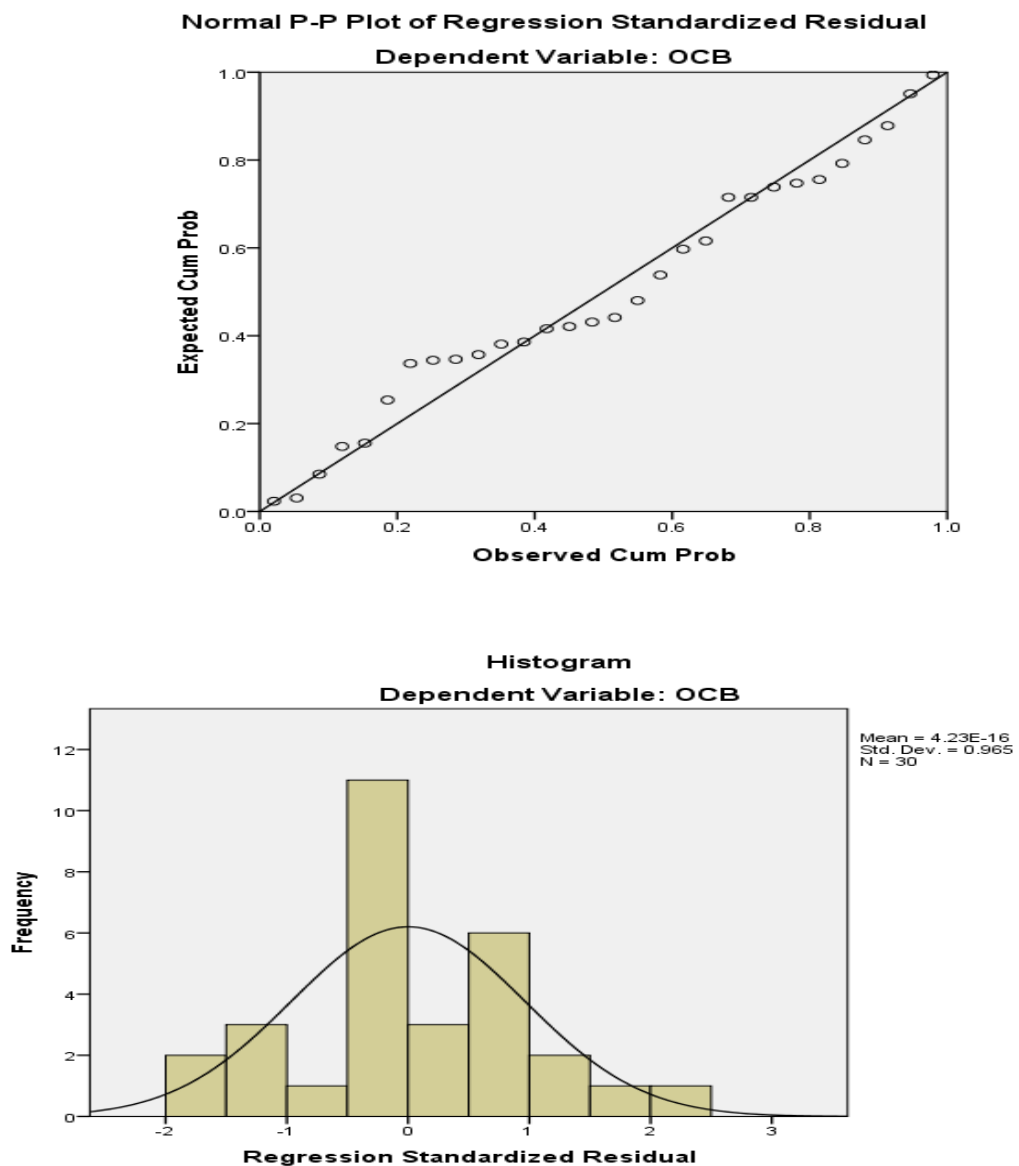 Normal P-P Plot of Regression Standardized Residual
Dependent Variable: OCB
1.0
0.8
0.6
0.4
0.2
0.0
Expected Cum Prob
0.0 0.2 0.4 0.6 0.8 1.0
Observed Cum Prob
Histogram
Dependent Variable: OCB
Mean = 4.23E-16
Std. Dev. = 0.965
N = 30
12
10
8
6
4
2
0
Frequency
-2 -1 0 1 2 3
Regression Standardized Residual